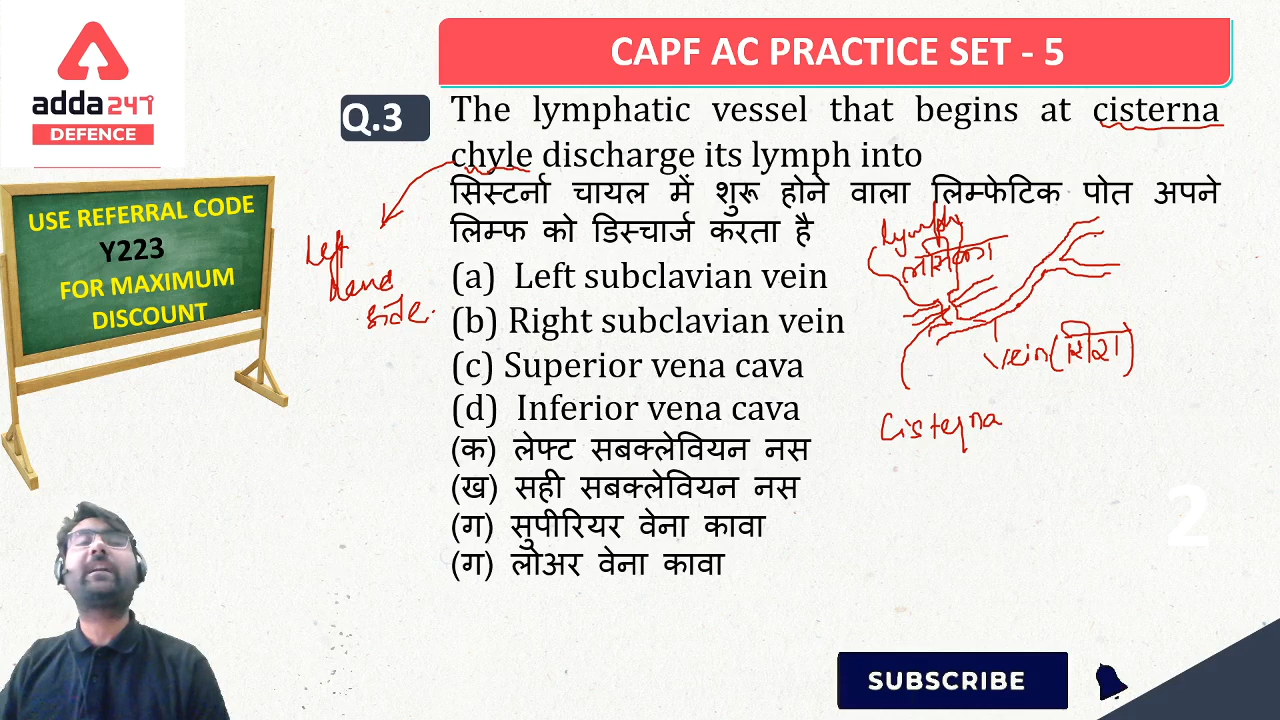 adda247
DEFENCE
USE REFERRAL CODE
Y223
FOR MAXIMUM
DISCOUNT
CAPF AC PRACTICE SET - 5
Q.3
The lymphatic vessel that begins at cisterna
chyle discharge its lymph into
सिस्टर्ना चायल में शुरू होने वाला लिम्फेटिक पोत अपने
लिम्फ को डिस्चार्ज करता है
(a) Left subclavian vein
(b) Right subclavian vein
(c) Superior vena cava
(d) Inferior vena cava
(क) लेफ्ट सबक्लेवियन नस
(ख) सही सबक्लेवियन नस
(ग) सुपीरियर वेना कावा
(ग) लोअर वेना कावा
Left
Hand
side.
Lymph
लसिका
vein (शिरा)
Cisterna
2
SUBSCRIBE